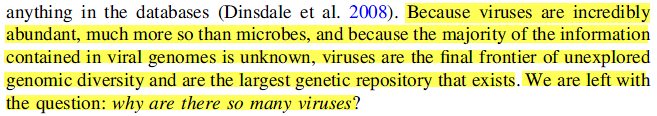 anything in the databases (Dinsdale et al. 2008). Because viruses are incredibly
abundant, much more so than microbes, and because the majority of the information
contained in viral genomes is unknown, viruses are the final frontier of unexplored
genomic diversity and are the largest genetic repository that exists. We are left with
the question: why are there so many viruses?